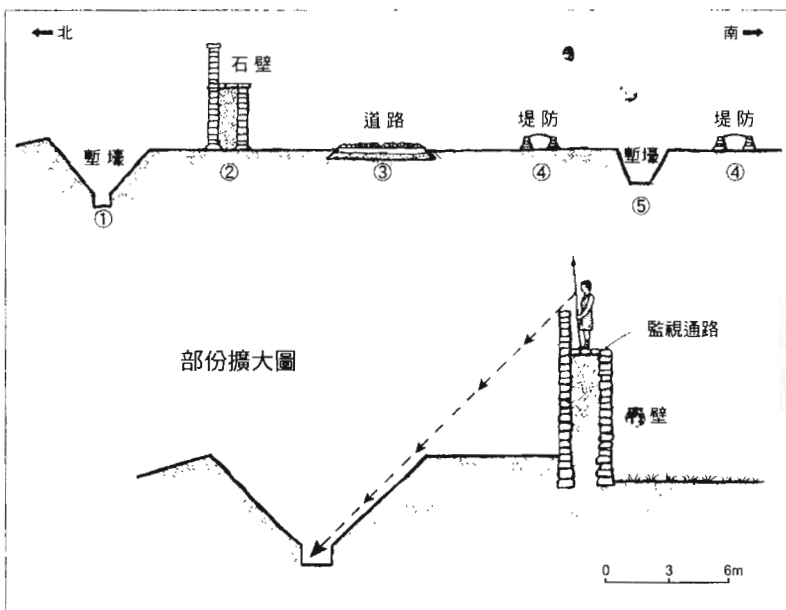 ← 北
南 →
石壁
塹壕
道路
堤防
塹壕
堤防
①
②
③
④
⑤
④
部份擴大圖
監視通路
壁
0 3 6m